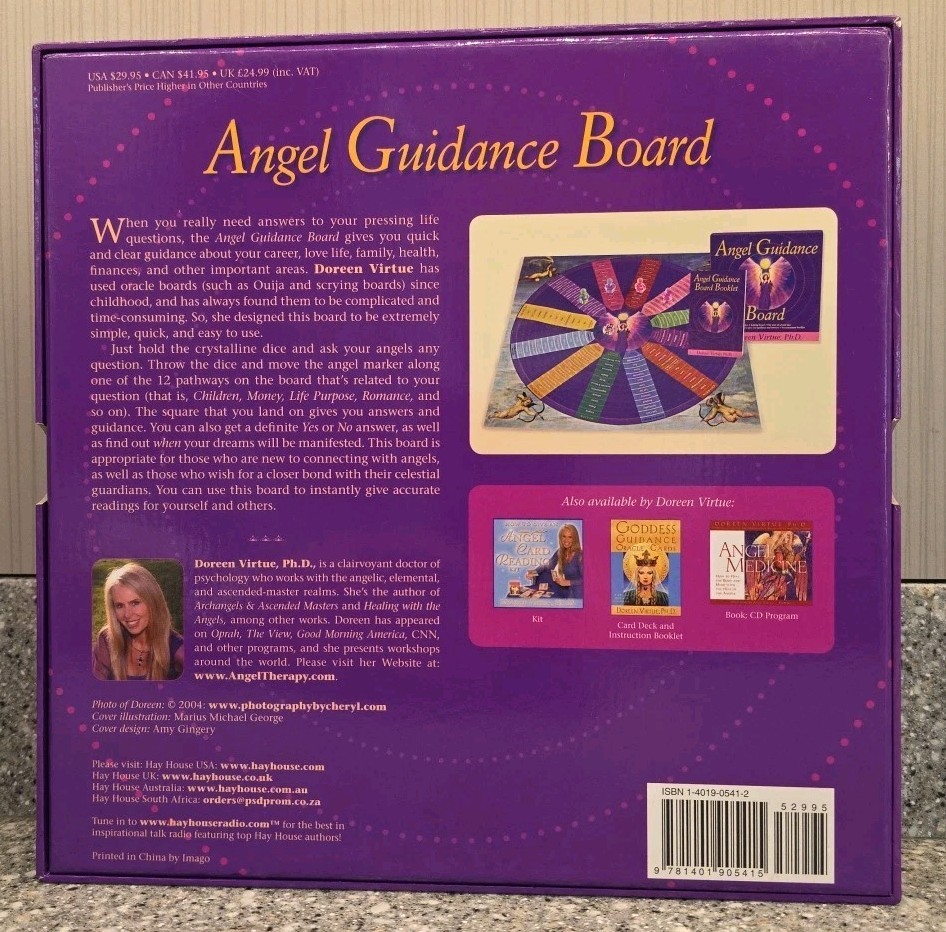 USA $29.95 • CAN $41.95 • UK £24.99 (inc. VAT)
Publisher's Price Higher in Other Countries
Angel Guidance Board
When you really need answers to your pressing life
questions, the Angel Guidance Board gives you quick
and clear guidance about your career, love life, family, health,
finances, and other important areas. Doreen Virtue has
used oracle boards (such as Ouija and scrying boards) since
childhood, and has always found them to be complicated and
time-consuming. So, she designed this board to be extremely
simple, quick, and easy to use.
Just hold the crystalline dice and ask your angels any
question. Throw the dice and move the angel marker along
one of the 12 pathways on the board that's related to your
question (that is, Children, Money, Life Purpose, Romance, and
so on). The square that you land on gives you answers and
guidance. You can also get a definite Yes or No answer, as well
as find out when your dreams will be manifested. This board is
appropriate for those who are new to connecting with angels,
as well as those who wish for a closer bond with their celestial
guardians. You can use this board to instantly give accurate
readings for yourself and others.
Doreen Virtue, Ph.D., is a clairvoyant doctor of
psychology who works with the angelic, elemental,
and ascended-master realms. She's the author of
Archangels & Ascended Masters and Healing with the
Angels, among other works. Doreen has appeared
on Oprah, The View, Good Morning America, CNN,
and other programs, and she presents workshops
around the world. Please visit her Website at:
www.AngelTherapy.com.
Photo of Doreen: © 2004: www.photographybycheryl.com
Cover illustration: Marius Michael George
Cover design: Amy Gingery
Please visit: Hay House USA: www.hayhouse.com
Hay House UK: www.hayhouse.co.uk
Hay House Australia: www.hayhouse.com.au
Hay House South Africa: orders@psdprom.co.za
Tune in to www.hayhouseradio.com™ for the best in
inspirational talk radio featuring top Hay House authors!
Printed in China by Imago
Angel Guidance
Board
een Virtue, Ph.D.
Angel Guidance
Board Booklet
Doreen Virtue, Ph.D.
Also available by Doreen Virtue:
ANGEL
CARD
READING
KIT
Kit
GODDESS
GUIDANCE
ORACLE CARDS
DOREEN VIRTUE, PH.D.
Card Deck and
Instruction Booklet
DOREEN VIRTUE, PH.D.
ANGEL
MEDICINE
Book; CD Program
ISBN 1-4019-0541-2
52995
9 781401 905415